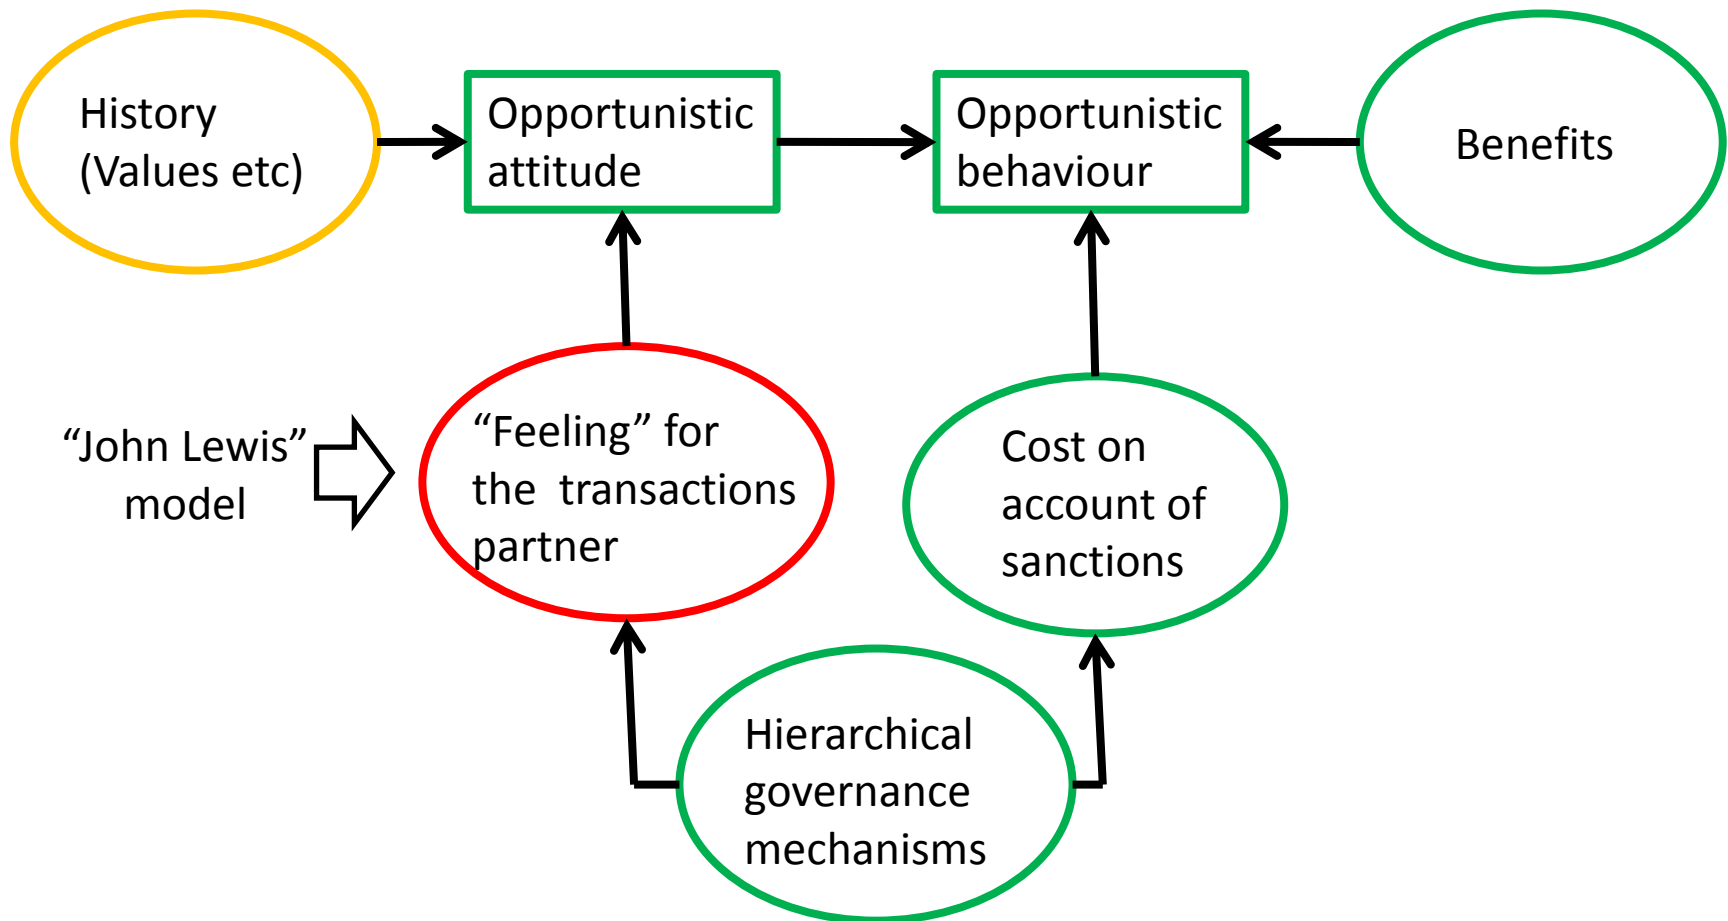 History
(Values etc)
Opportunistic
attitude
Opportunistic
behaviour
Benefits
“John Lewis”
model
“Feeling” for
the  transactions
partner
Cost on
account of
sanctions
Hierarchical
governance
mechanisms